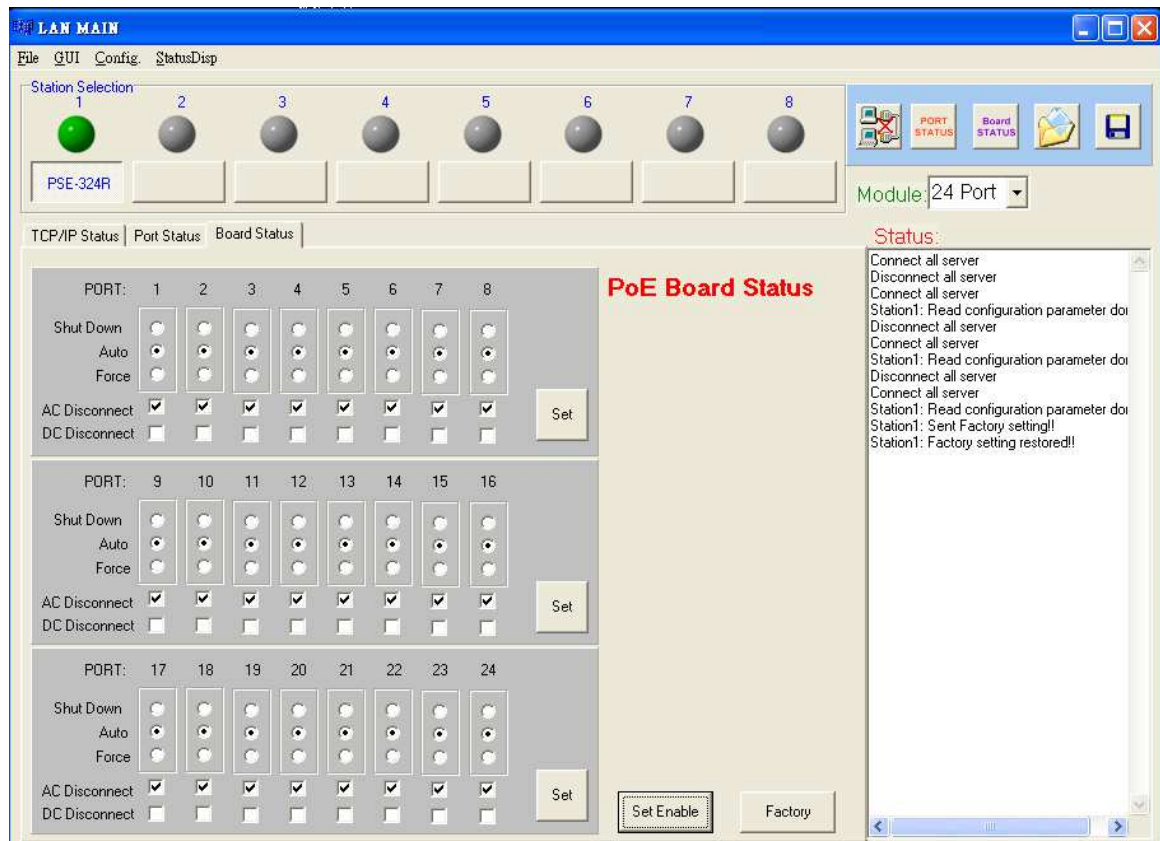 LAN MAIN
File GUI Config. StatusDisp
Station Selection
1 2 3 4 5 6 7 8
PSE-324R
PORT STATUS
Board STATUS
Module: 24 Port
TCP/IP Status Port Status Board Status
Status:
PoE Board Status
PORT: 1 2 3 4 5 6 7 8
Shut Down
Auto
Force
AC Disconnect
DC Disconnect
Set
PORT: 9 10 11 12 13 14 15 16
Shut Down
Auto
Force
AC Disconnect
DC Disconnect
Set
PORT: 17 18 19 20 21 22 23 24
Shut Down
Auto
Force
AC Disconnect
DC Disconnect
Set
Set Enable Factory
Connect all server
Disconnect all server
Connect all server
Station1: Read configuration parameter dor
Disconnect all server
Connect all server
Station1: Read configuration parameter dor
Disconnect all server
Connect all server
Station1: Read configuration parameter dor
Station1: Sent Factory setting!!
Station1: Factory setting restored!!